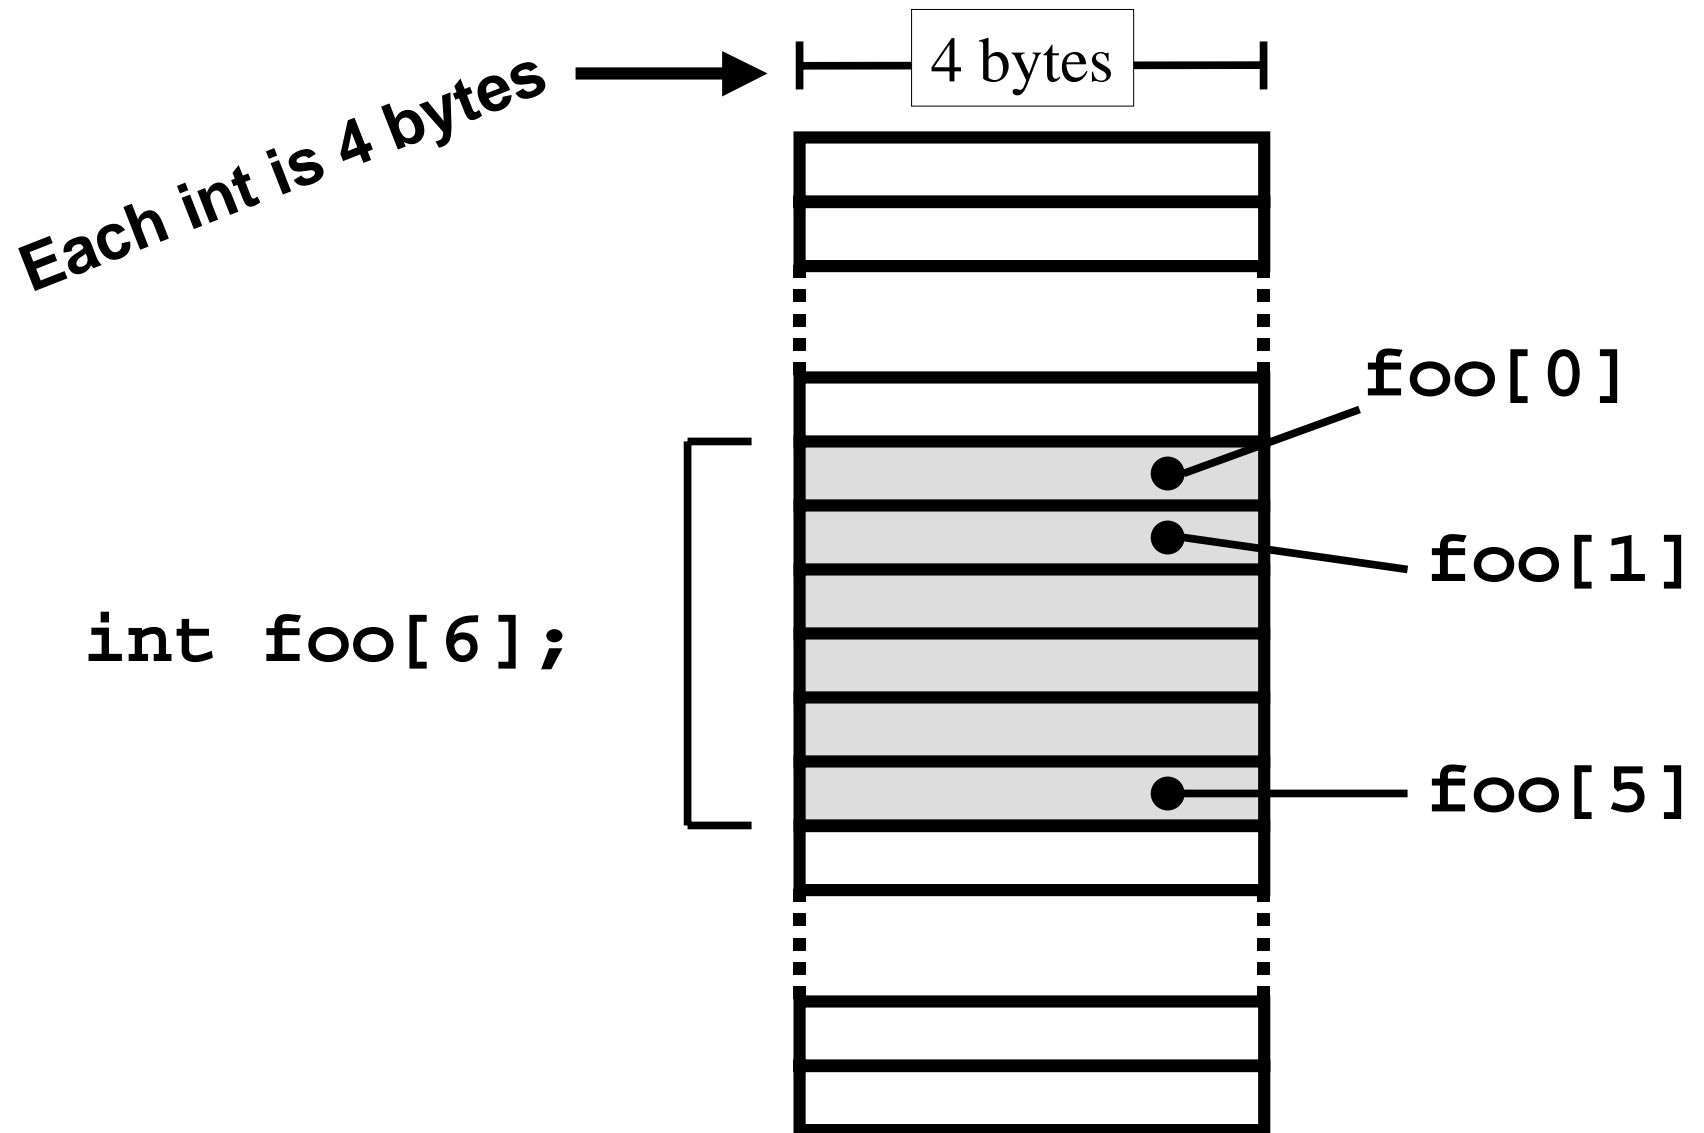 4 bytes
Each int is 4 bytes
foo[0]
foo[1]
int foo[6];
foo[5]